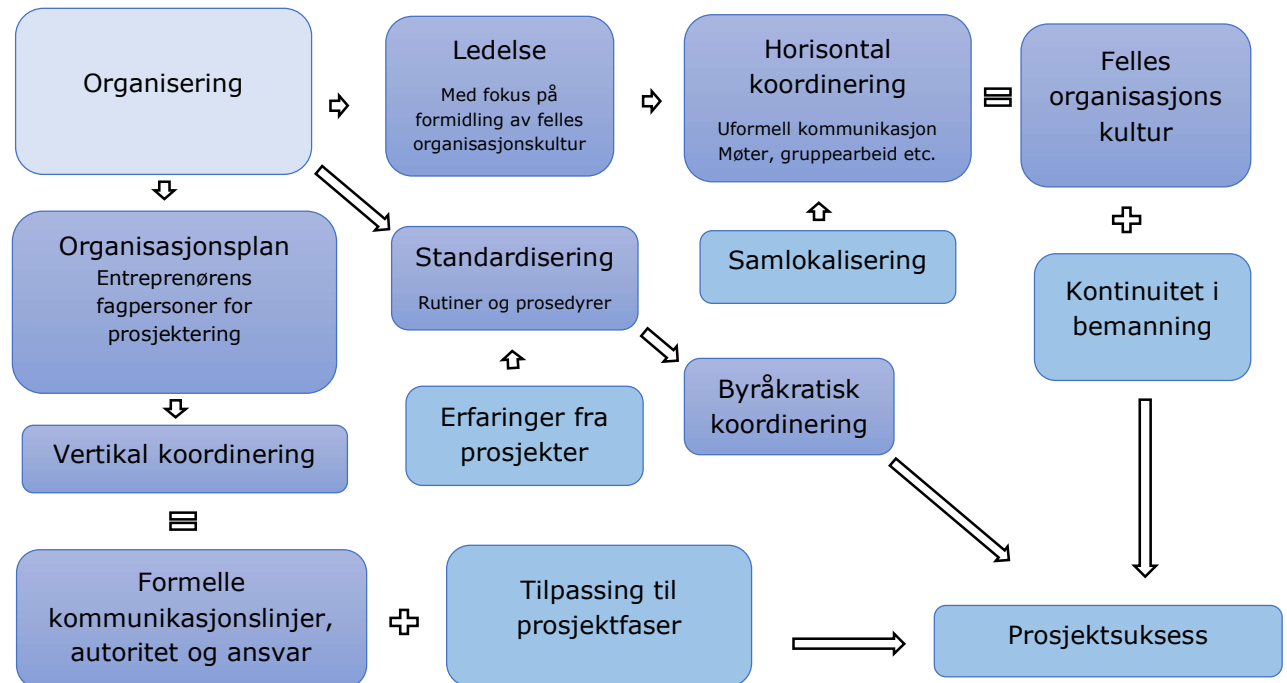 Organisering
Ledelse
Med fokus på
formidling av felles
organisasjonskultur
Horisontal
koordinering
Uformell kommunikasjon
Møter, gruppearbeid etc.
Felles
organisasjons
kultur
Organisasjonsplan
Entreprenørens
fagpersoner for
prosjektering
Standardisering
Rutiner og prosedyrer
Samlokalisering
Kontinuitet i
bemanning
Vertikal koordinering
Erfaringer fra
prosjekter
Byråkratisk
koordinering
Formelle
kommunikasjonslinjer,
autoritet og ansvar
Tilpassing til
prosjektfaser
Prosjektsuksess